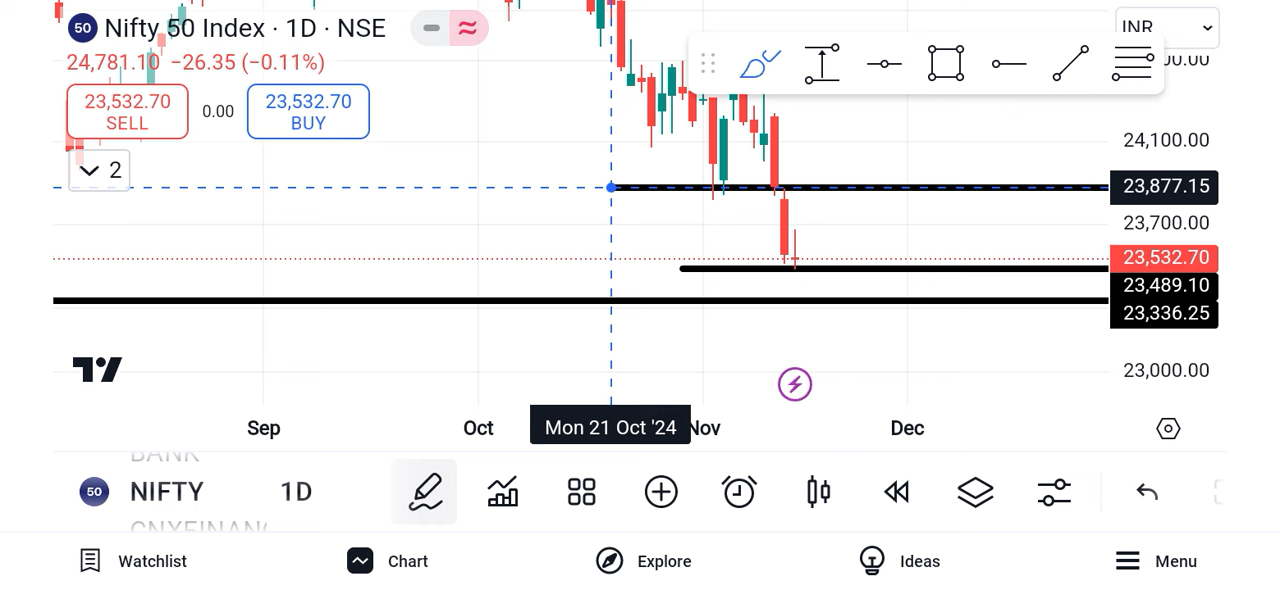 50 Nifty 50 Index · 1D · NSE
INR
24,781.10 −26.35 (−0.11%)
23,532.70
SELL
0.00
23,532.70
BUY
2
24,100.00
23,877.15
23,700.00
23,532.70
23,489.10
23,336.25
23,000.00
Sep
Oct
Mon 21 Oct '24
Nov
Dec
BANK
50 NIFTY 1D
Watchlist
Chart
Explore
Ideas
Menu